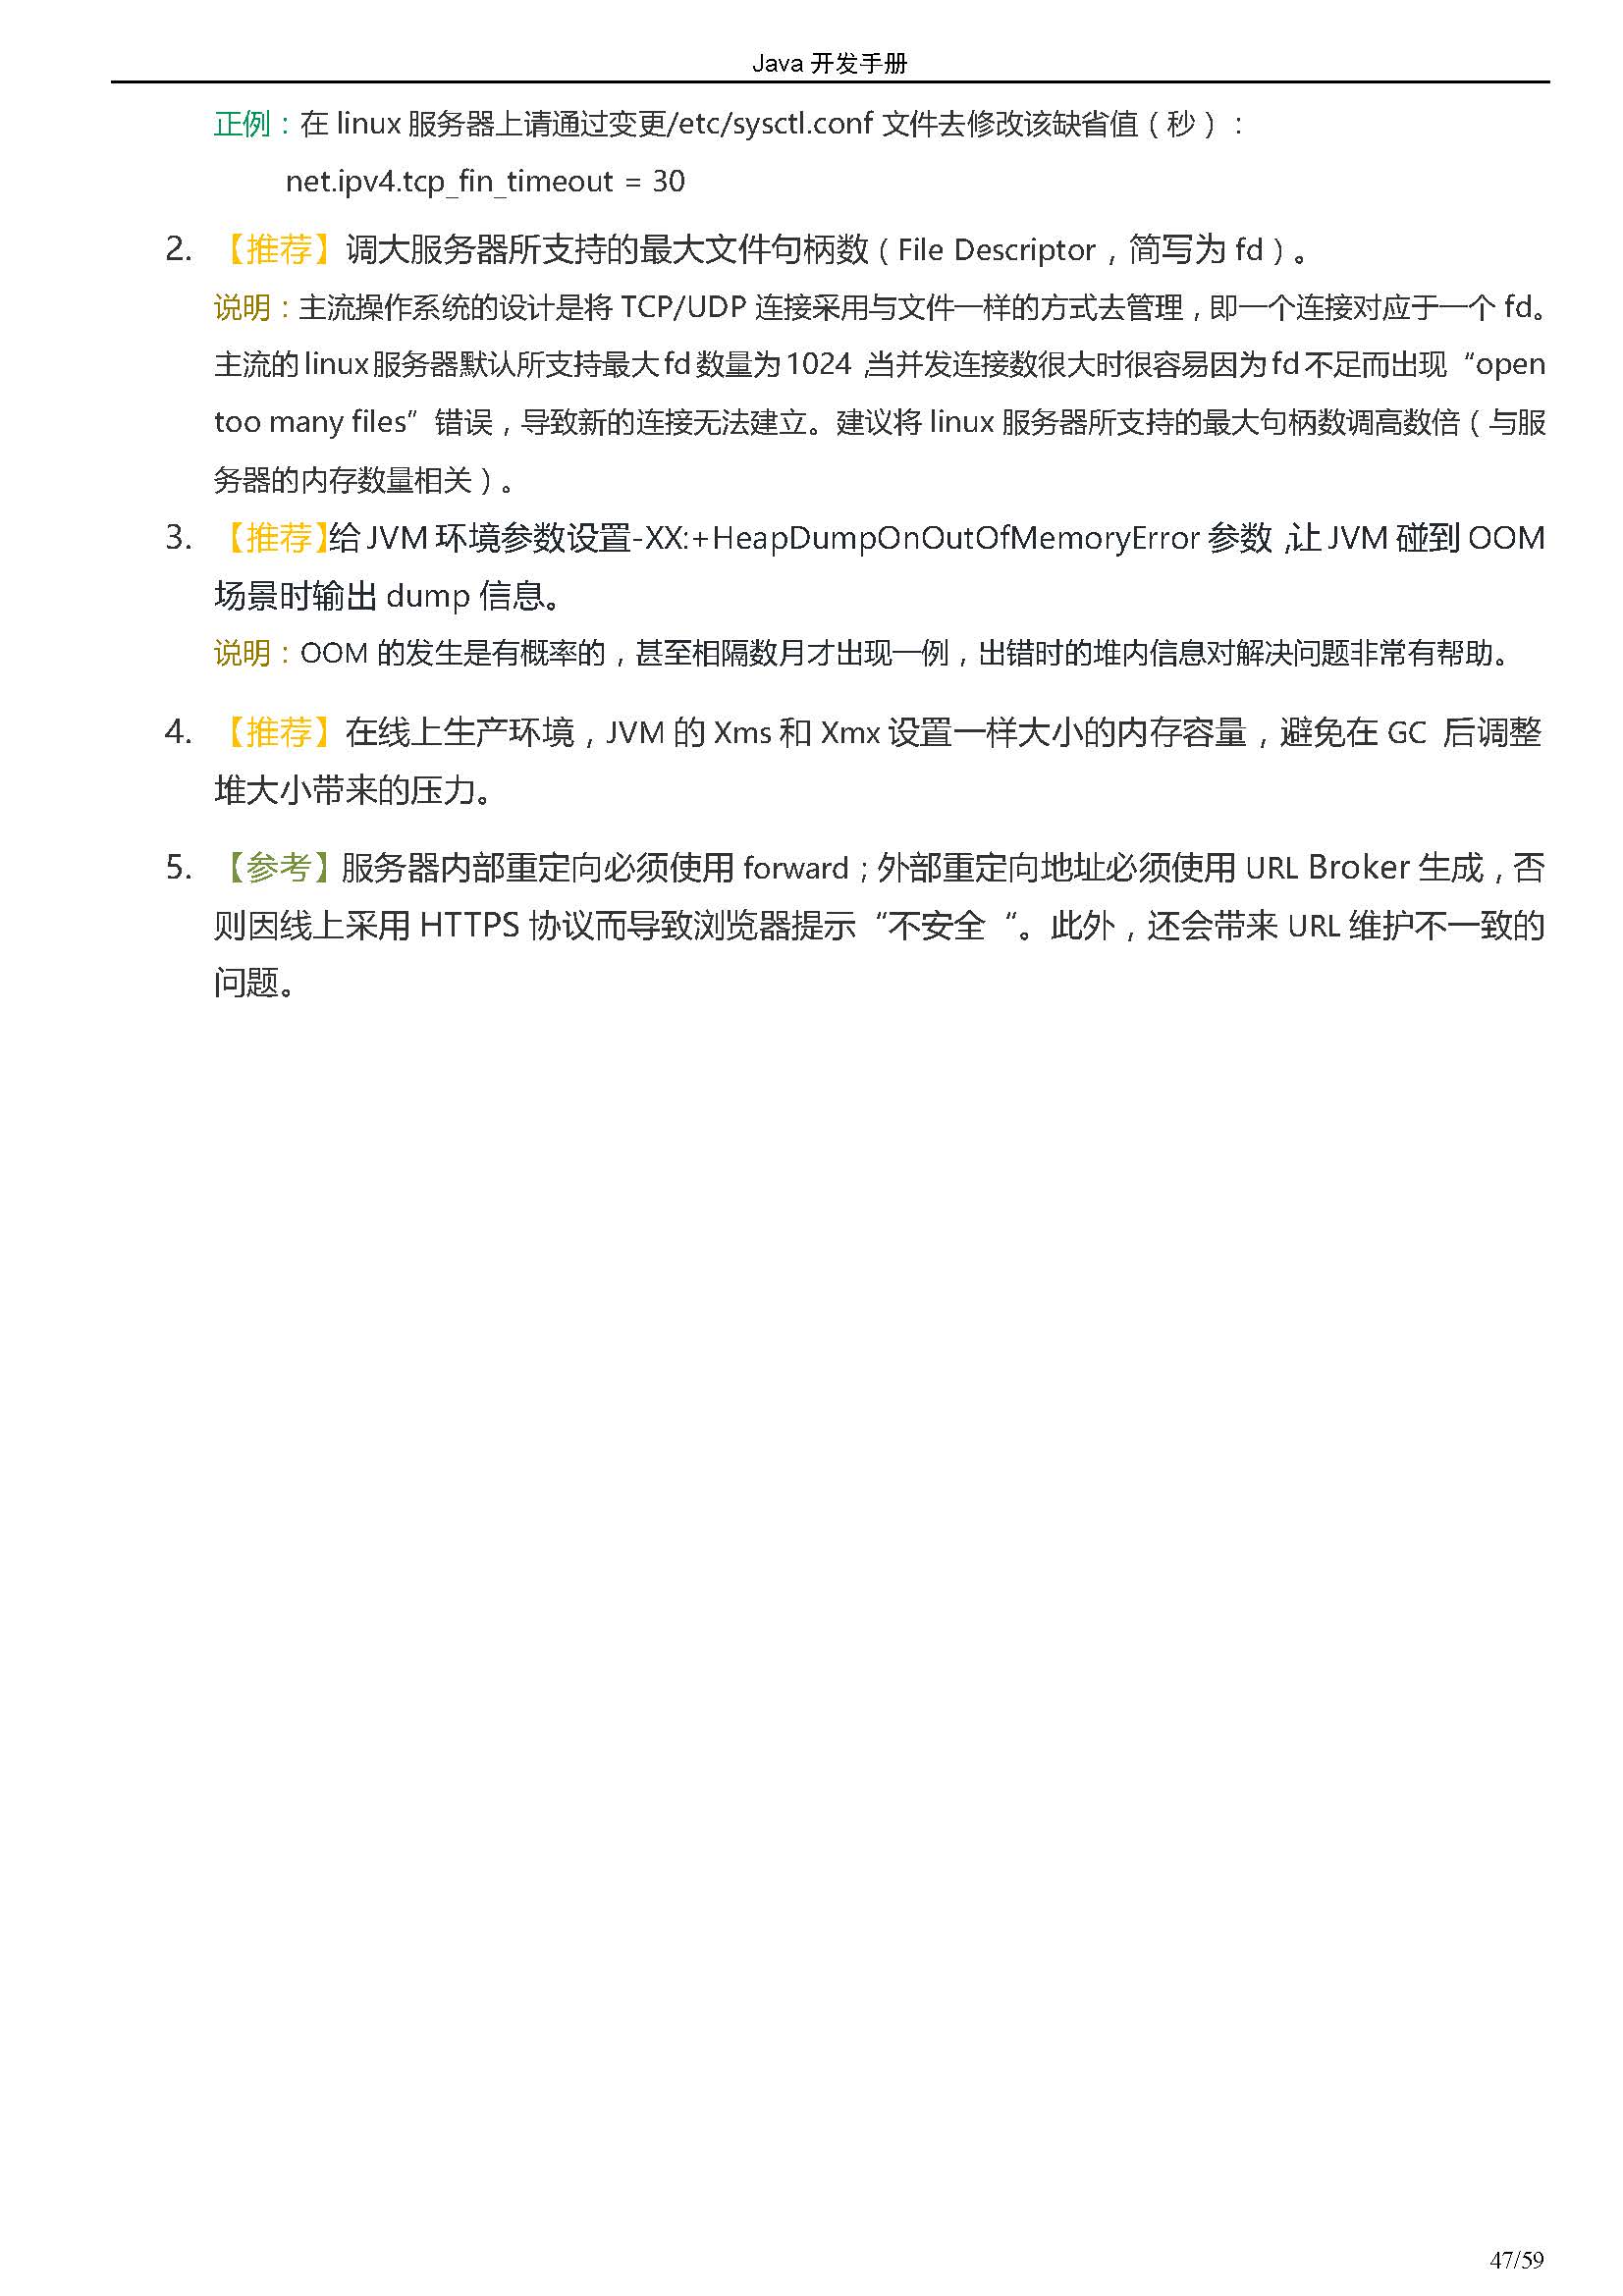 Java 开发手册
正例：在 linux 服务器上请通过变更/etc/sysctl.conf 文件去修改该缺省值（秒）：
net.ipv4.tcp_fin_timeout = 30
2. 【推荐】调大服务器所支持的最大文件句柄数（File Descriptor，简写为 fd）。
说明：主流操作系统的设计是将 TCP/UDP 连接采用与文件一样的方式去管理，即一个连接对应于一个 fd。
主流的 linux 服务器默认所支持最大 fd 数量为 1024，当并发连接数很大时很容易因为 fd 不足而出现“open
too many files”错误，导致新的连接无法建立。建议将 linux 服务器所支持的最大句柄数调高数倍（与服
务器的内存数量相关）。
3. 【推荐】给 JVM 环境参数设置-XX:+HeapDumpOnOutOfMemoryError 参数，让 JVM 碰到 OOM
场景时输出 dump 信息。
说明：OOM 的发生是有概率的，甚至相隔数月才出现一例，出错时的堆内信息对解决问题非常有帮助。
4. 【推荐】在线上生产环境，JVM 的 Xms 和 Xmx 设置一样大小的内存容量，避免在 GC 后调整
堆大小带来的压力。
5. 【参考】服务器内部重定向必须使用 forward；外部重定向地址必须使用 URL Broker 生成，否
则因线上采用 HTTPS 协议而导致浏览器提示“不安全“。此外，还会带来 URL 维护不一致的
问题。
47/59